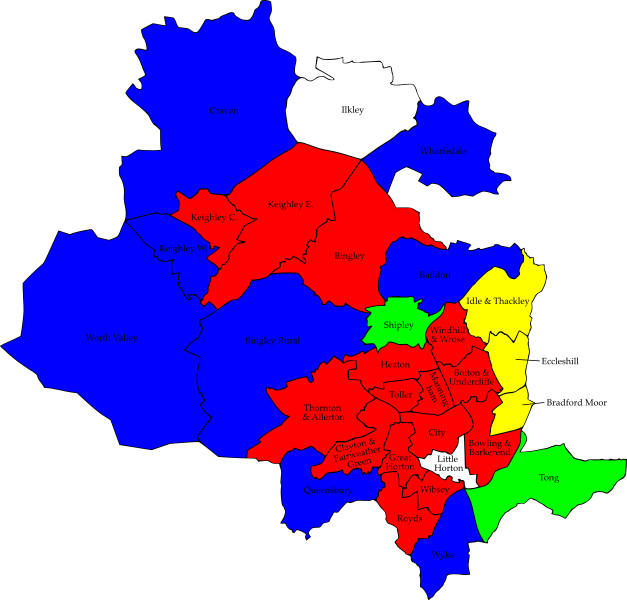 Craven
Ilkley
Wharfedale
Keighley C.
Keighley E.
Keighley W.
Bingley
Baildon
Idle & Thackley
Worth Valley
Bingley Rural
Shipley
Windhill
& Wrose
Eccleshill
Heaton
Bolton &
Undercliffe
Manning-
ham
Toller
Bradford Moor
Thornton
& Allerton
City
Bowling &
Barkerend
Clayton &
Fairweather
Green
Great
Horton
Little
Horton
Tong
Queensbury
Wibsey
Royds
Wyke